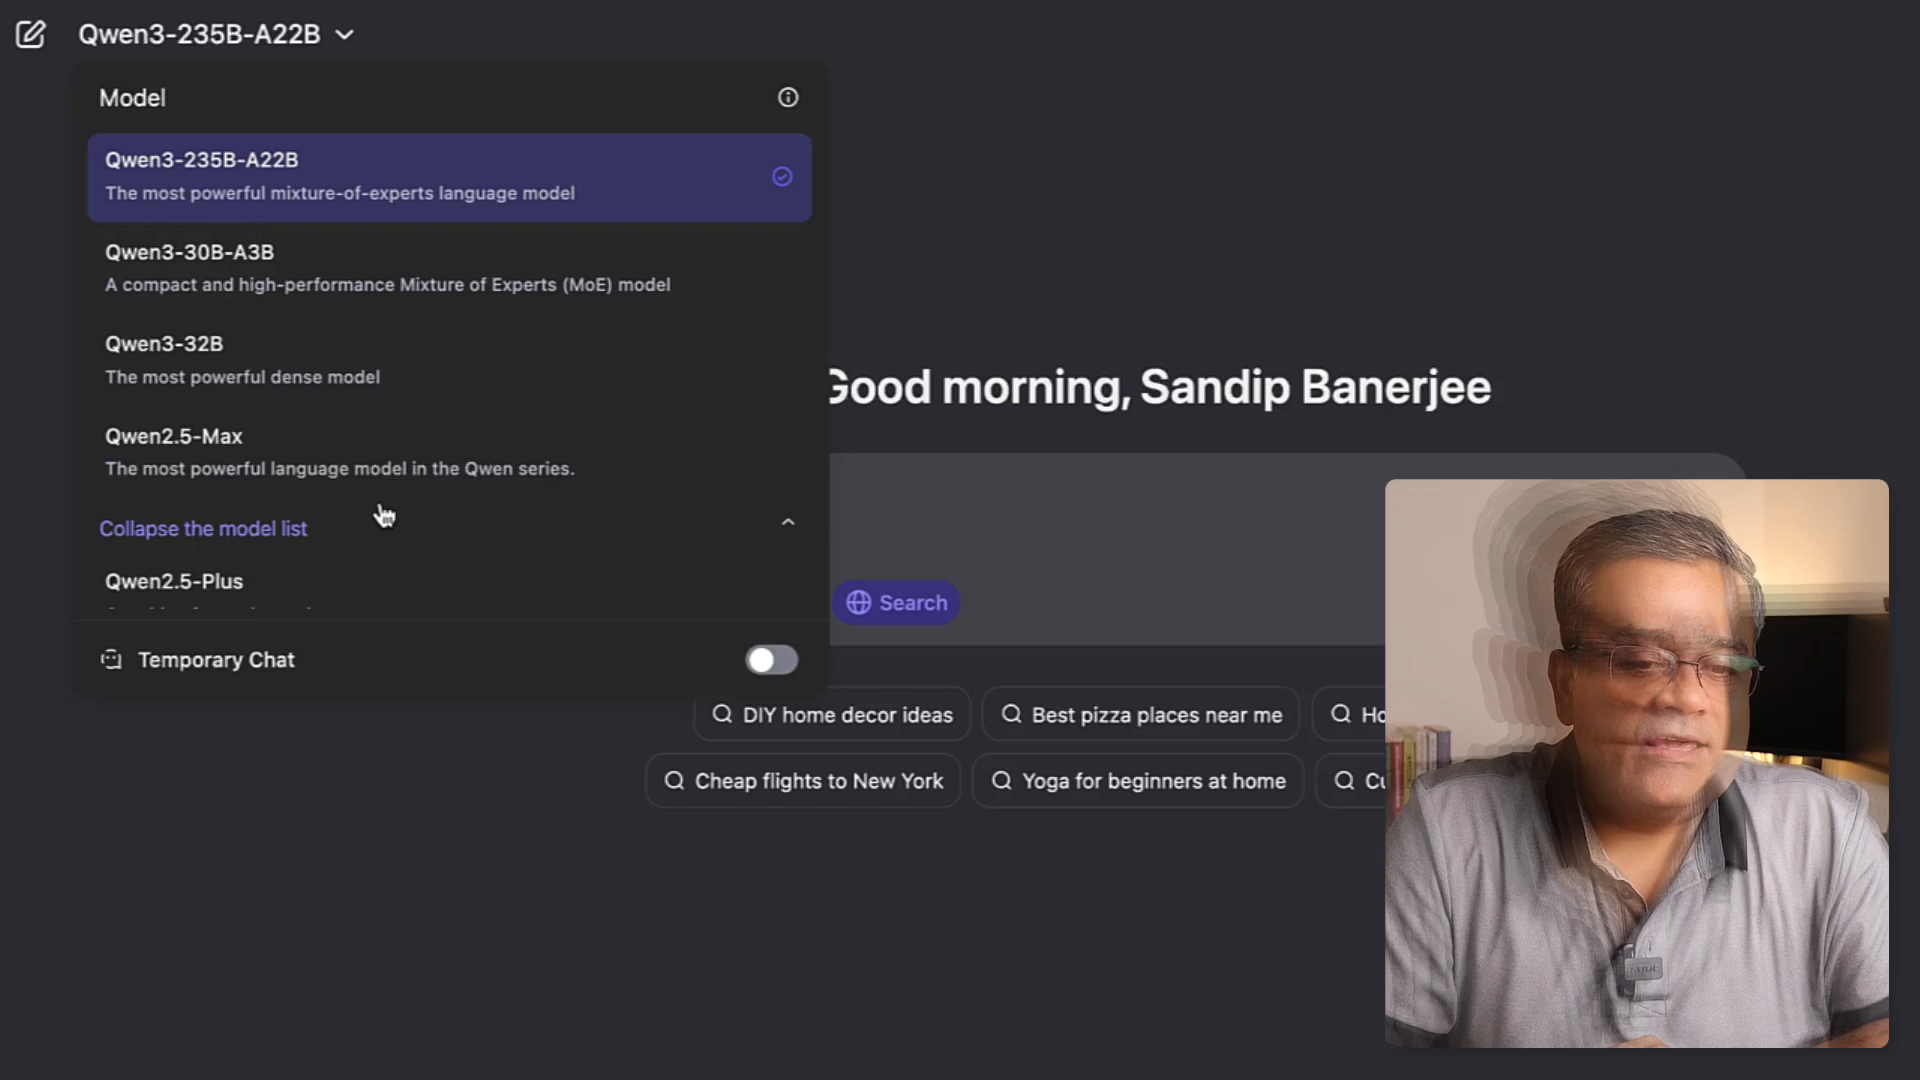 Qwen3-235B-A22B
Model
Qwen3-235B-A22B
The most powerful mixture-of-experts language model
Qwen3-30B-A3B
A compact and high-performance Mixture of Experts (MoE) model
Qwen3-32B
The most powerful dense model
Good morning, Sandip Banerjee
Qwen2.5-Max
The most powerful language model in the Qwen series.
Collapse the model list
Qwen2.5-Plus
Search
Temporary Chat
DIY home decor ideas
Best pizza places near me
Ho
Cheap flights to New York
Yoga for beginners at home
Cu
RODE